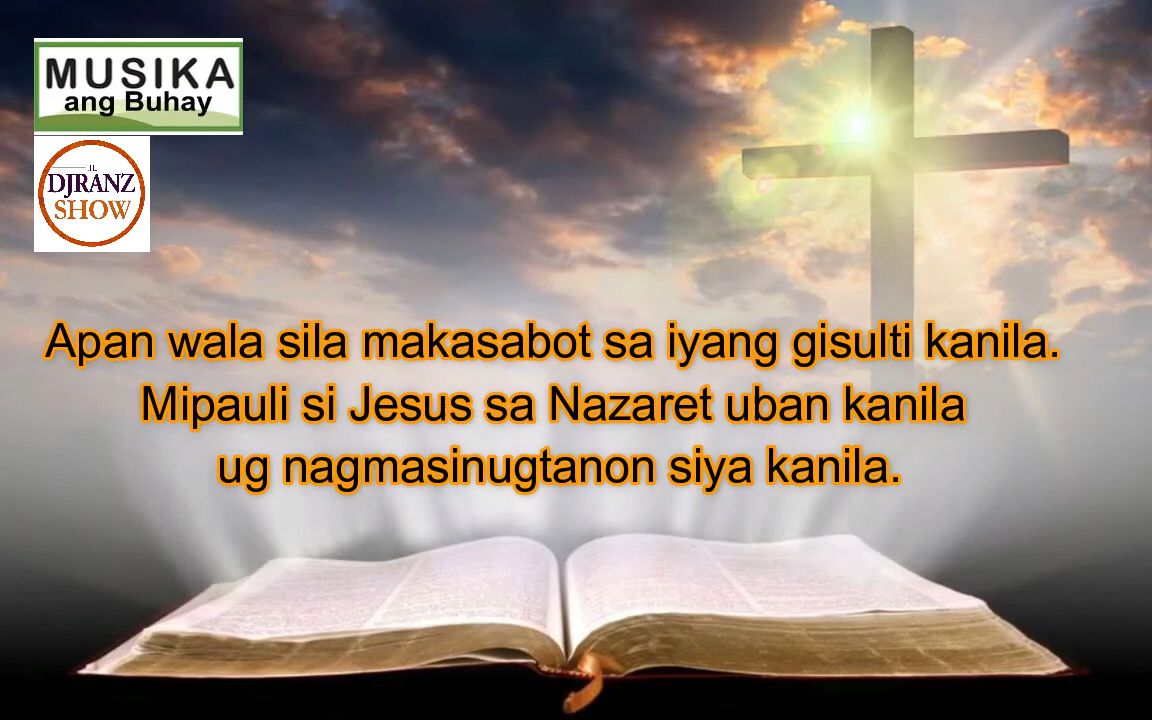 MUSIKA
ang Buhay
DJRANZ
SHOW
Apan wala sila makasabot sa iyang gisulti kanila.
Mipauli si Jesus sa Nazaret uban kanila
ug nagmasinugtanon siya kanila.